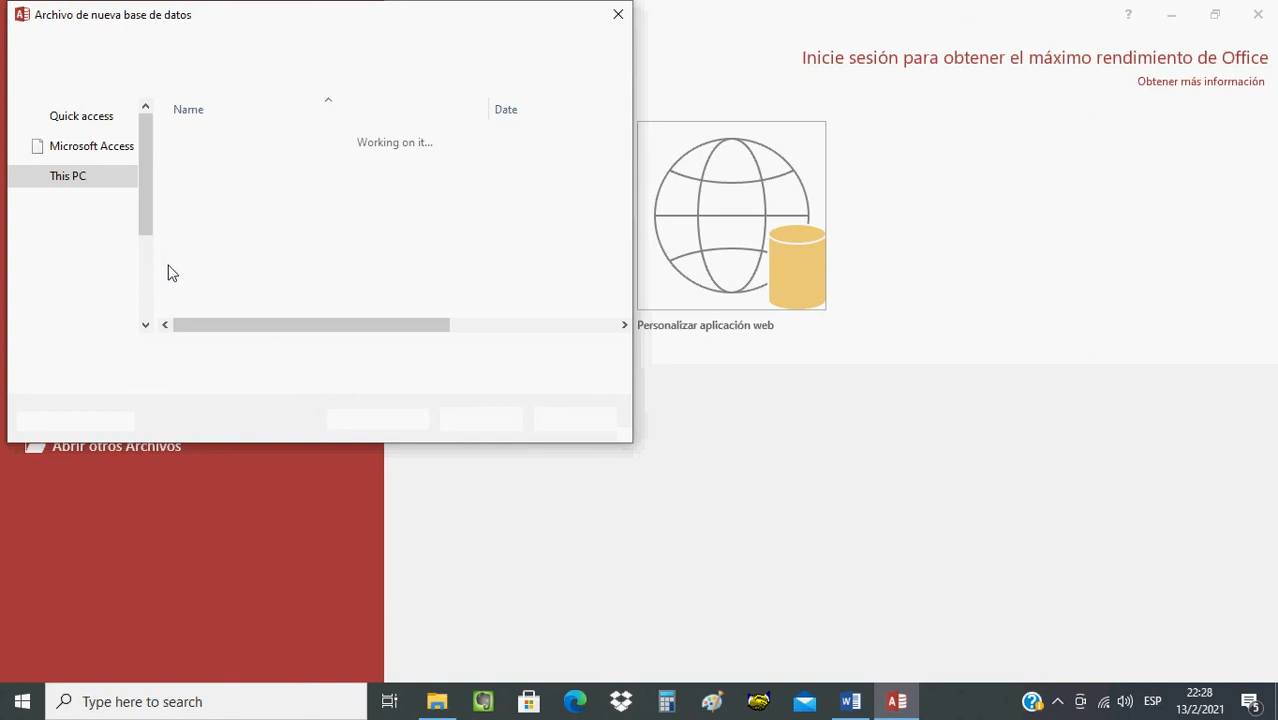 Archivo de nueva base de datos
Inicie sesión para obtener el máximo rendimiento de Office
Obtener más información
Name
Date
Quick access
Working on it...
Microsoft Access
This PC
Personalizar aplicación web
Abrir otros Archivos
Type here to search
ESP
22:28
13/2/2021
5